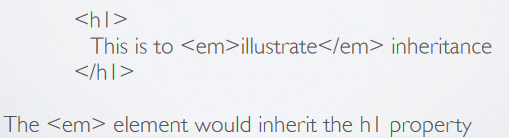 <h1>
This is to <em>illustrate</em> inheritance
</h1>
The <em> element would inherit the h1 property